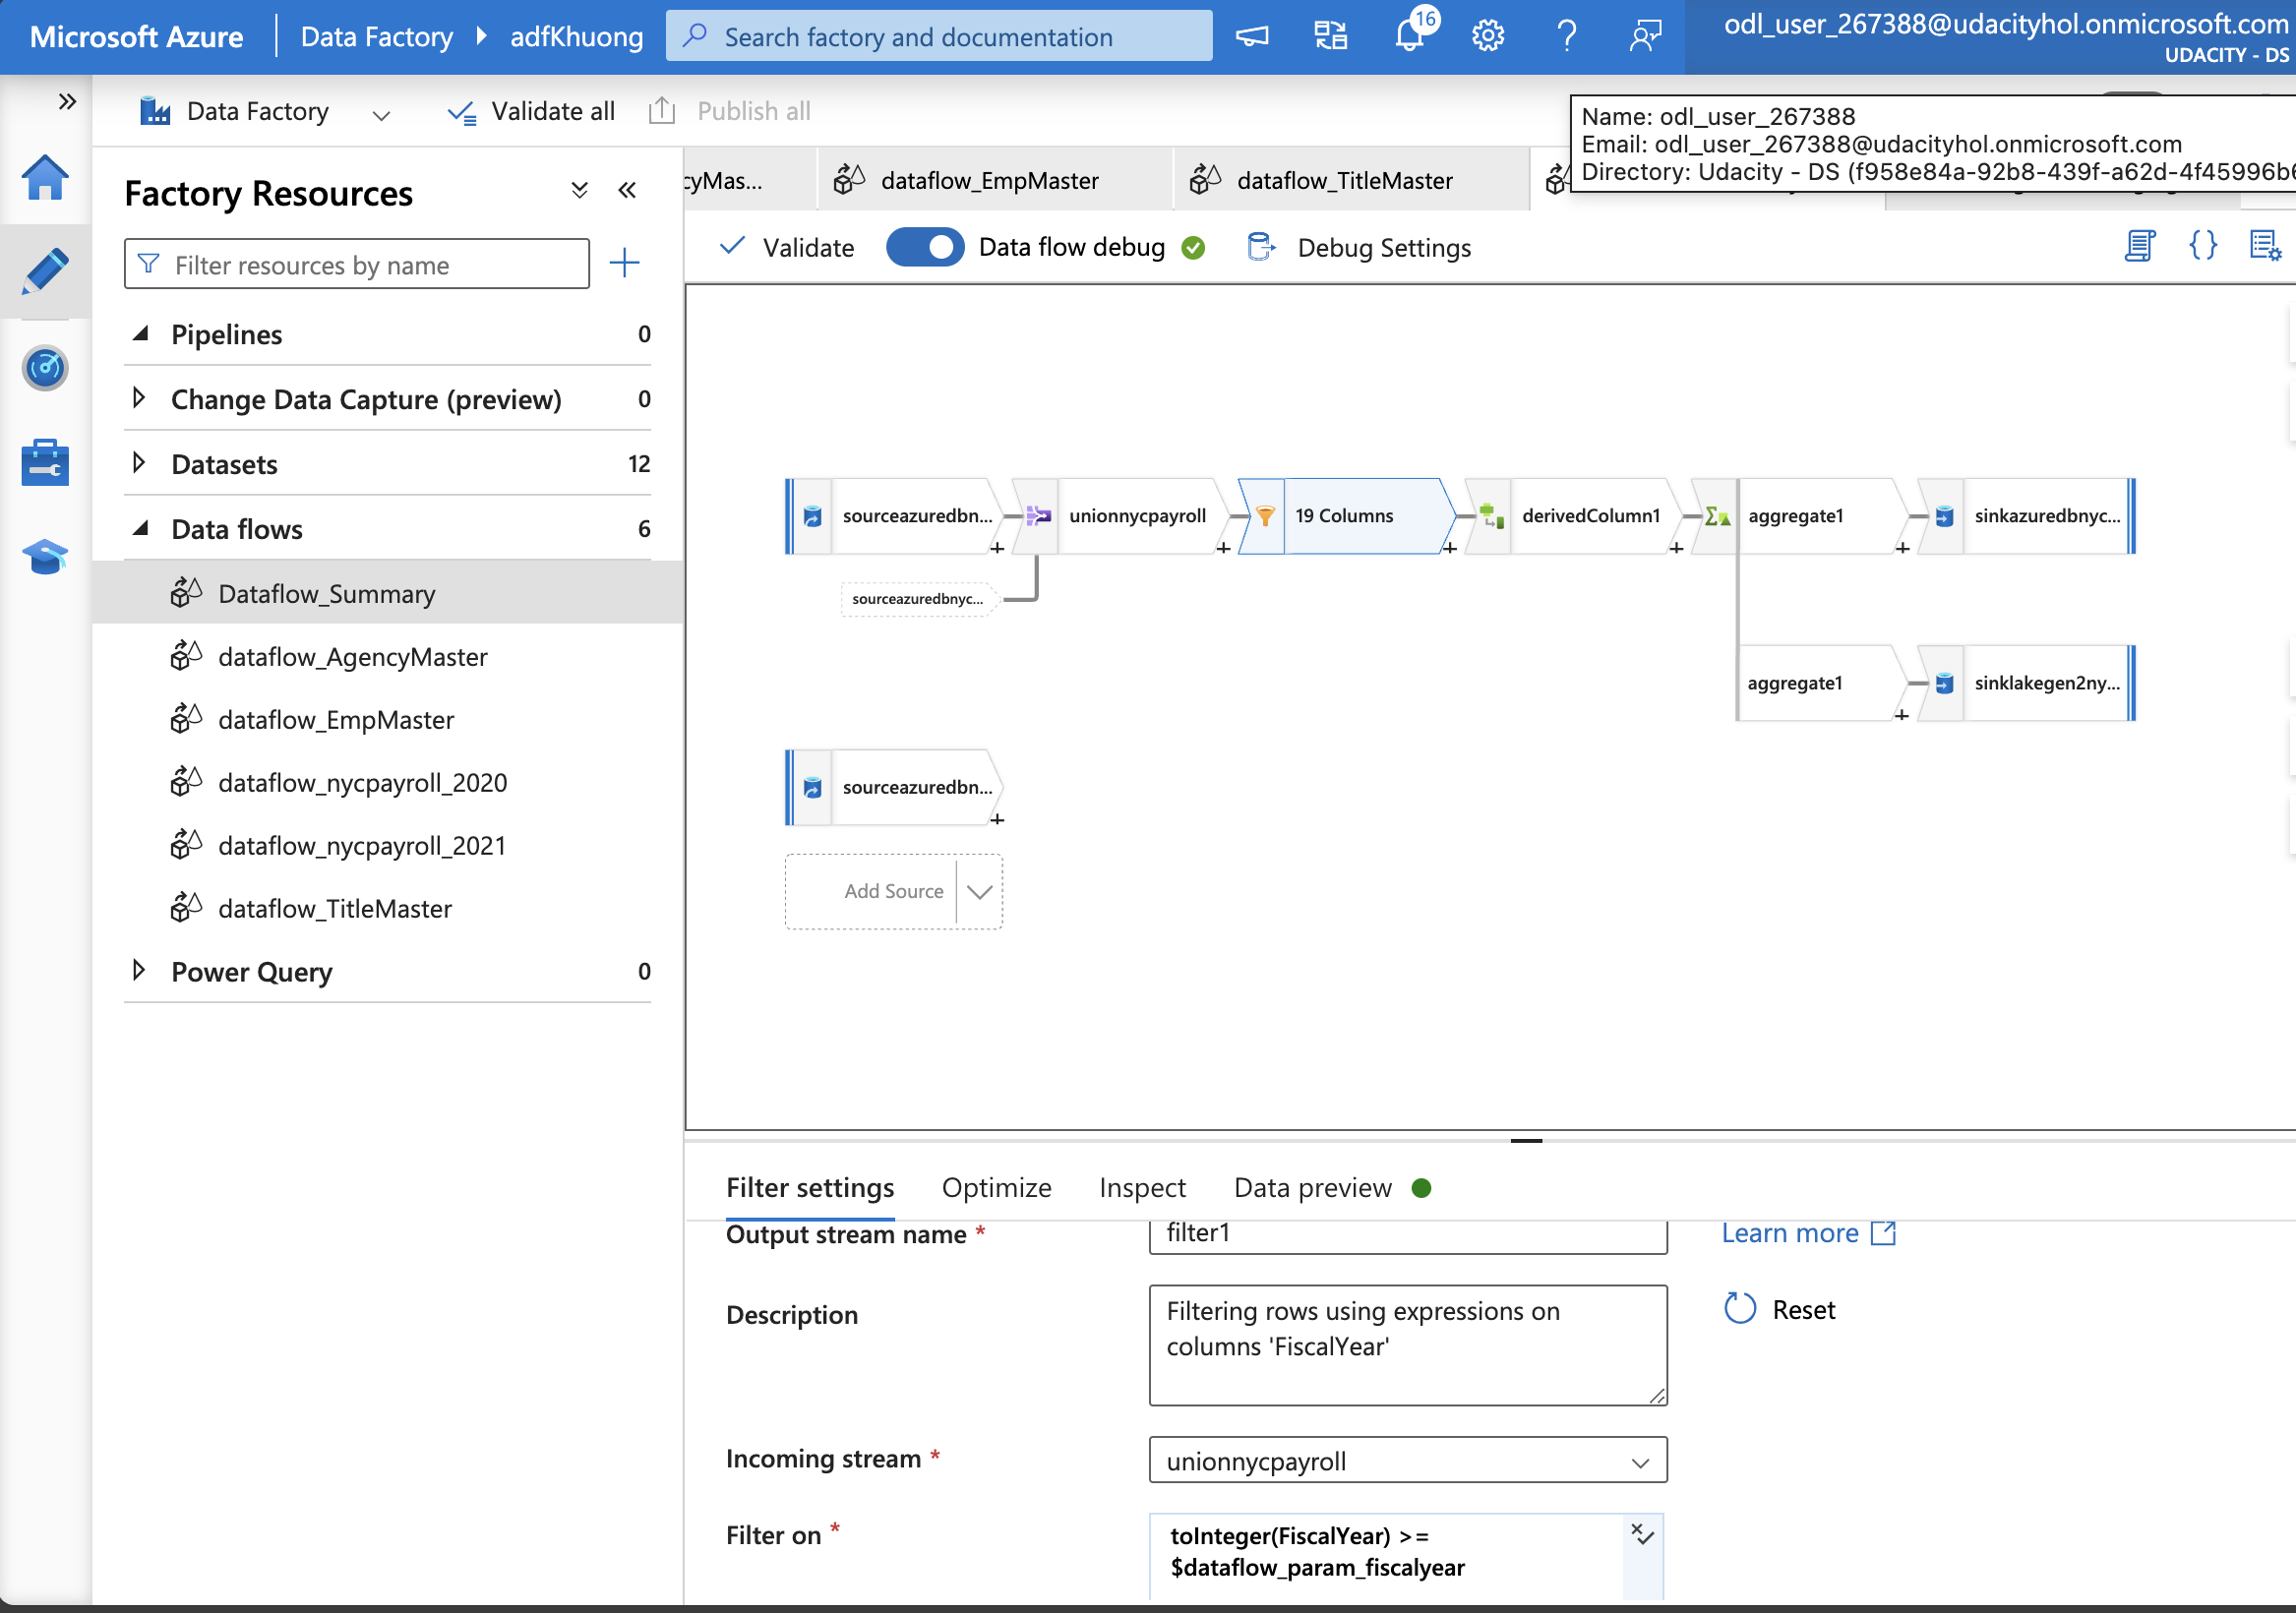 Microsoft Azure
Data Factory
adfKhuong
Search factory and documentation
16
odl_user_267388@udacityhol.onmicrosoft.com
UDACITY - DS
Data Factory
Validate all
Publish all
Name: odl_user_267388
Email: odl_user_267388@udacityhol.onmicrosoft.com
Directory: Udacity - DS (f958e84a-92b8-439f-a62d-4f45996b6
Factory Resources
Filter resources by name
Pipelines 0
Change Data Capture (preview) 0
Datasets 12
Data flows 6
Dataflow_Summary
dataflow_AgencyMaster
dataflow_EmpMaster
dataflow_nycpayroll_2020
dataflow_nycpayroll_2021
dataflow_TitleMaster
Power Query 0
cyMas...
dataflow_EmpMaster
dataflow_TitleMaster
Validate
Data flow debug
Debug Settings
{}
sourceazuredbn...
unionnycpayroll
19 Columns
derivedColumn1
aggregate1
sinkazuredbnyc...
sourceazuredbnyc...
aggregate1
sinklakegen2ny...
sourceazuredbn...
Add Source
Filter settings
Optimize
Inspect
Data preview
Output stream name *
filter1
Learn more
Description
Filtering rows using expressions on
columns 'FiscalYear'
Reset
Incoming stream *
unionnycpayroll
Filter on *
toInteger(FiscalYear) >=
$dataflow_param_fiscalyear